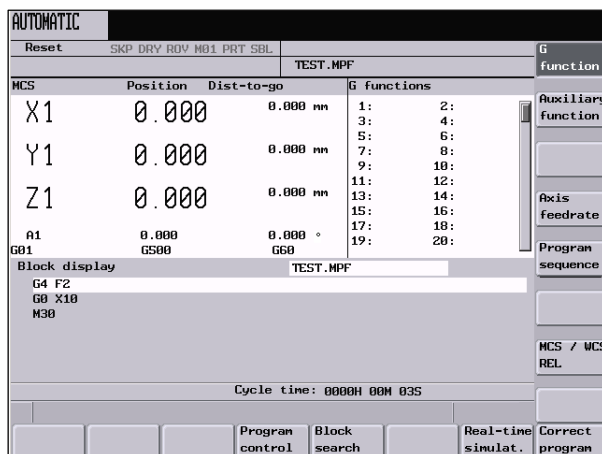 AUTOMATIC
Reset SKP DRY ROV M01 PRT SBL
TEST.MPF
MCS Position Dist-to-go
X1 0.000 0.000 mm
Y1 0.000 0.000 mm
Z1 0.000 0.000 mm
A1 0.000 0.000 °
G01 G500 G60
G functions
1: 2:
3: 4:
5: 6:
7: 8:
9: 10:
11: 12:
13: 14:
15: 16:
17: 18:
19: 20:
Block display TEST.MPF
G4 F2
G0 X10
M30
Cycle time: 0000H 00M 03S
G
function
Auxiliary
function
Axis
feedrate
Program
sequence
MCS / WCS
REL
Program
control
Block
search
Real-time
simulat.
Correct
program